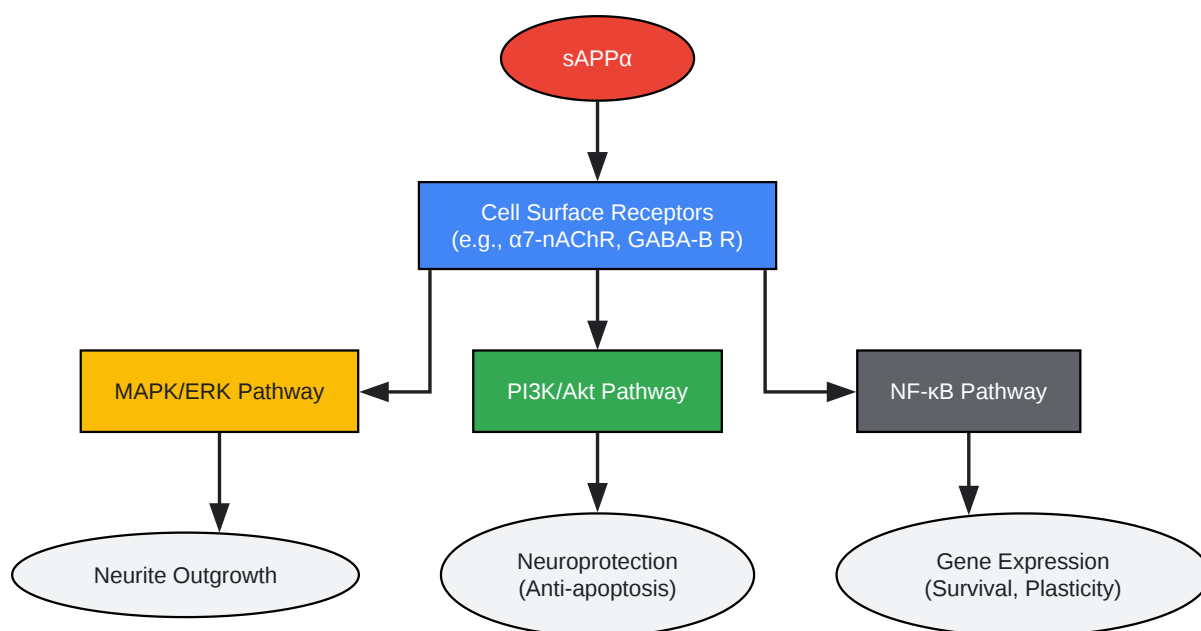 sAPPα
Cell Surface Receptors
(e.g., α7-nAChR, GABA-B R)
MAPK/ERK Pathway
PI3K/Akt Pathway
NF-κB Pathway
Neurite Outgrowth
Neuroprotection
(Anti-apoptosis)
Gene Expression
(Survival, Plasticity)